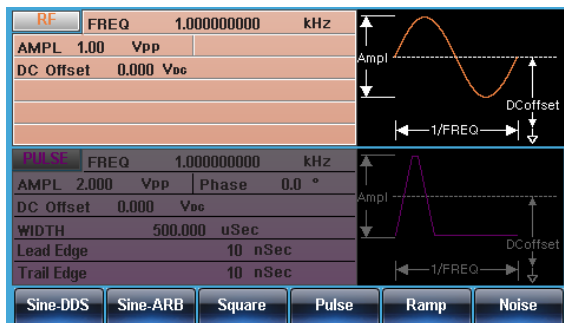 RF FREQ 1.000000000 kHz
AMPL 1.00 Vpp
DC Offset 0.000 VDC
Ampl
DCoffset
1/FREQ
PULSE FREQ 1.000000000 kHz
AMPL 2.000 Vpp Phase 0.0 °
DC Offset 0.000 VDC
WIDTH 500.000 uSec
Lead Edge 10 nSec
Trail Edge 10 nSec
Ampl
DCoffset
1/FREQ
Sine-DDS Sine-ARB Square Pulse Ramp Noise